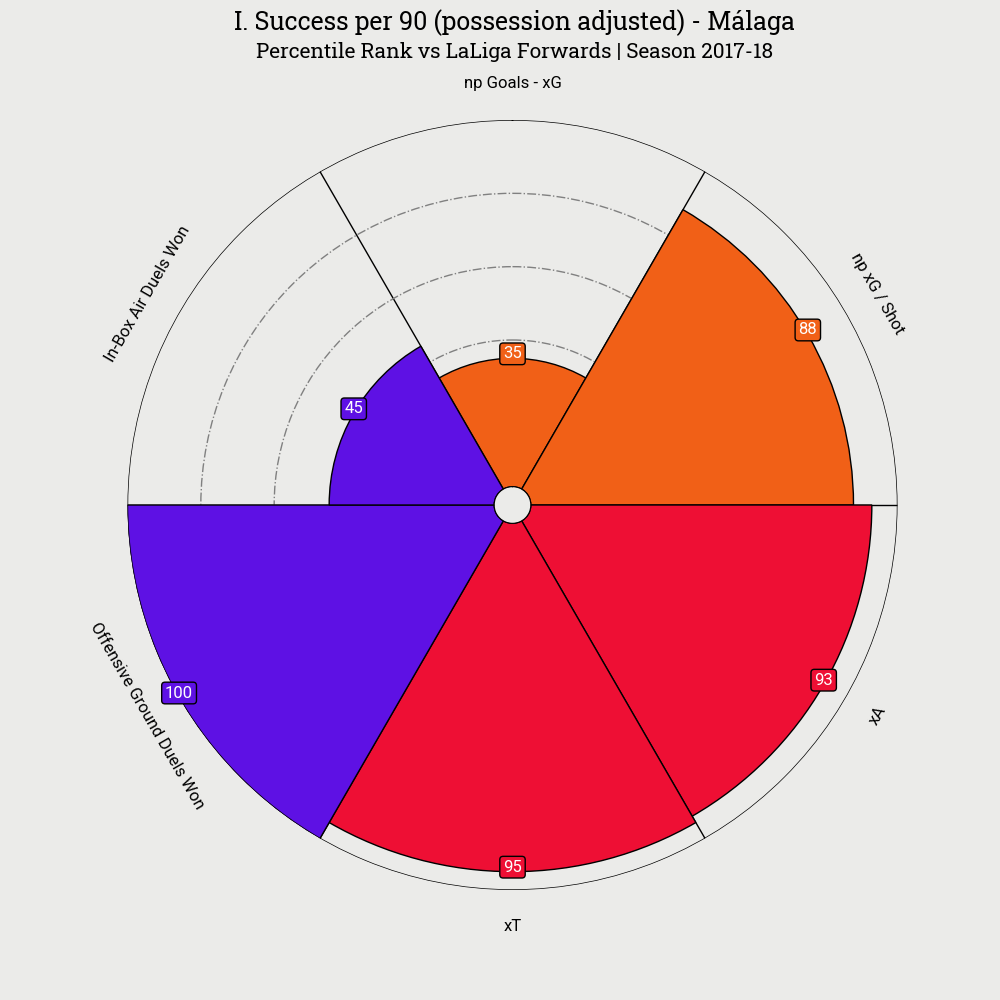 I. Success per 90 (possession adjusted) - Málaga
Percentile Rank vs LaLiga Forwards | Season 2017-18
np Goals - xG
In-Box Air Duels Won
np xG / Shot
88
35
45
100
93
Offensive Ground Duels Won
xA
95
xT